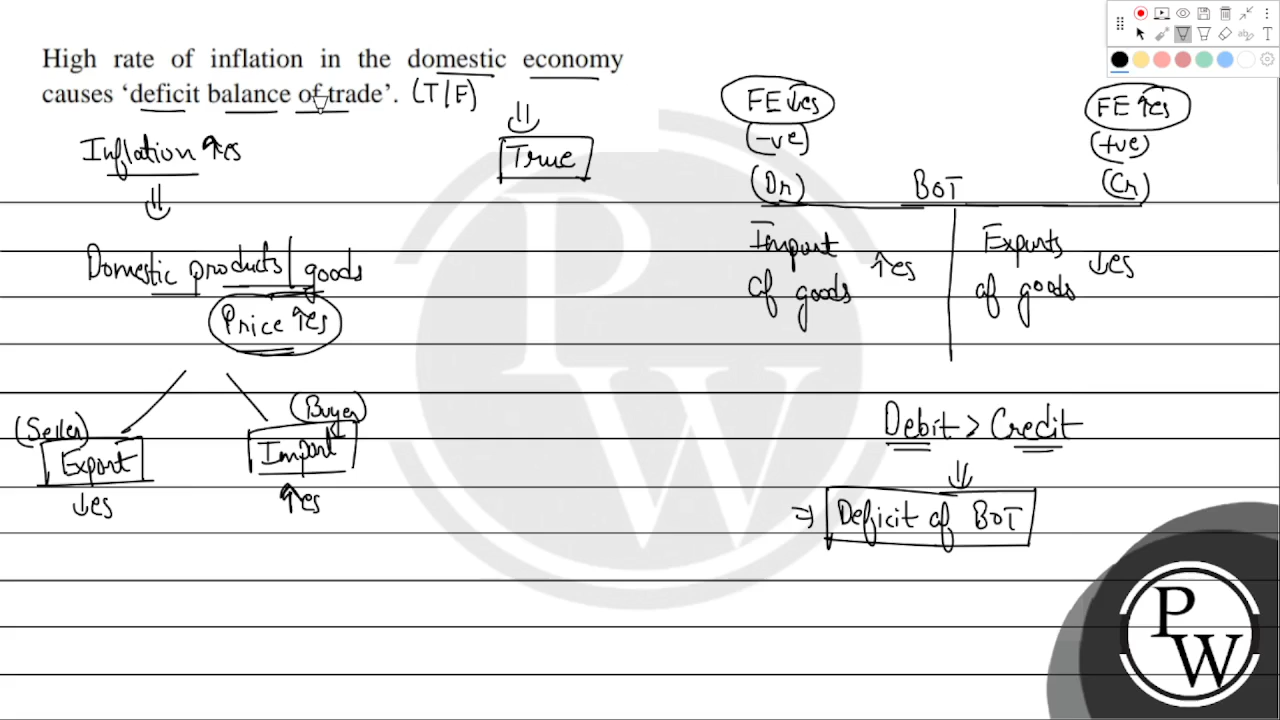 High rate of inflation in the domestic economy
causes ‘deficit balance of trade’. (T/F)
⇓
True
Inflation ↑es
⇓
Domestic products/goods
Price ↑es
(Seller)
Export
↓es
(Buyer)
Import
↑es
FE ↓es
(-ve)
(Dr)
BOT
FE ↑es
(+ve)
(Cr)
Import
of goods
↑es
Exports
of goods
↓es
Debit > Credit
⇓
⇒ Deficit of BOT
P
W
P
W